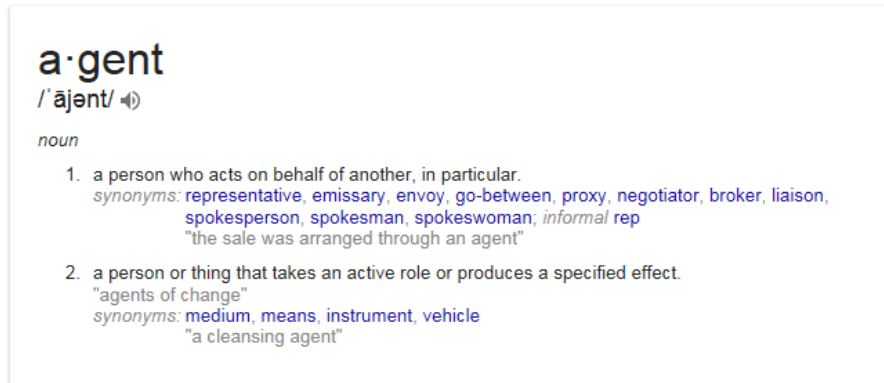 a·gent
/ˈājənt/
noun
1. a person who acts on behalf of another, in particular.
synonyms: representative, emissary, envoy, go-between, proxy, negotiator, broker, liaison,
spokesperson, spokesman, spokeswoman; informal rep
"the sale was arranged through an agent"
2. a person or thing that takes an active role or produces a specified effect.
"agents of change"
synonyms: medium, means, instrument, vehicle
"a cleansing agent"